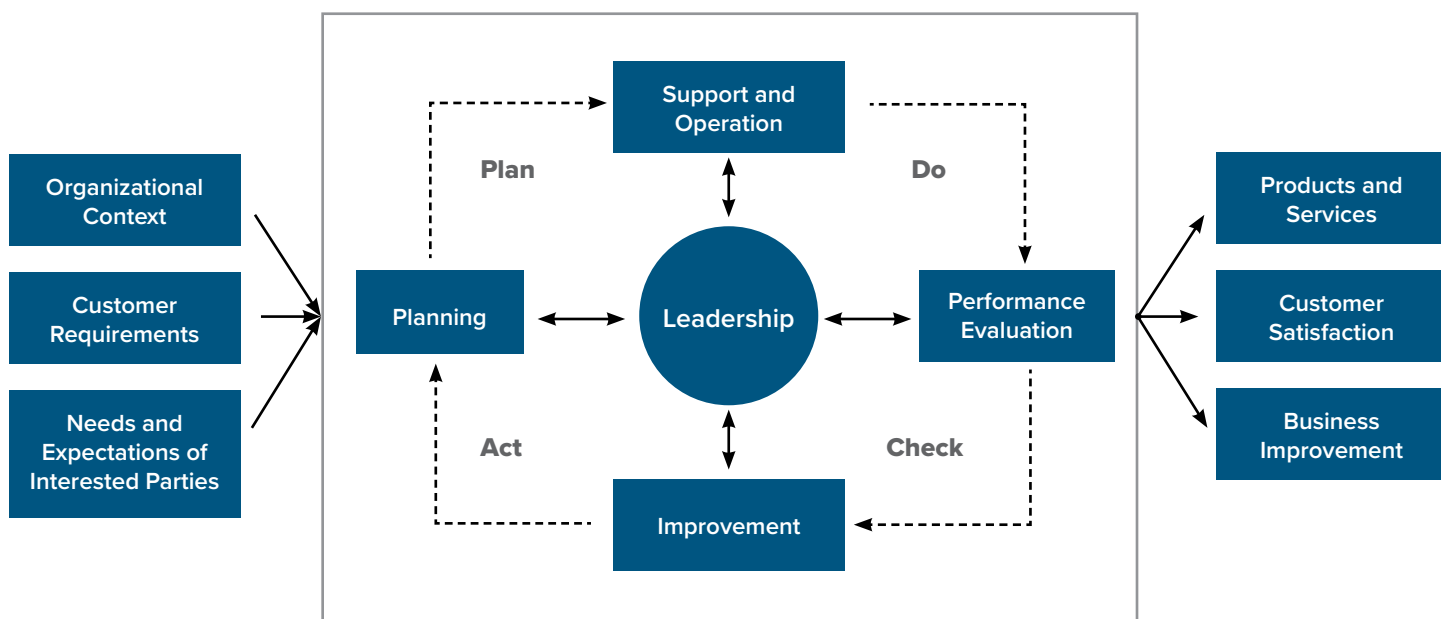 Organizational
Context
Customer
Requirements
Needs and
Expectations of
Interested Parties
Support and
Operation
Plan
Do
Planning
Leadership
Performance
Evaluation
Act
Check
Improvement
Products and
Services
Customer
Satisfaction
Business
Improvement